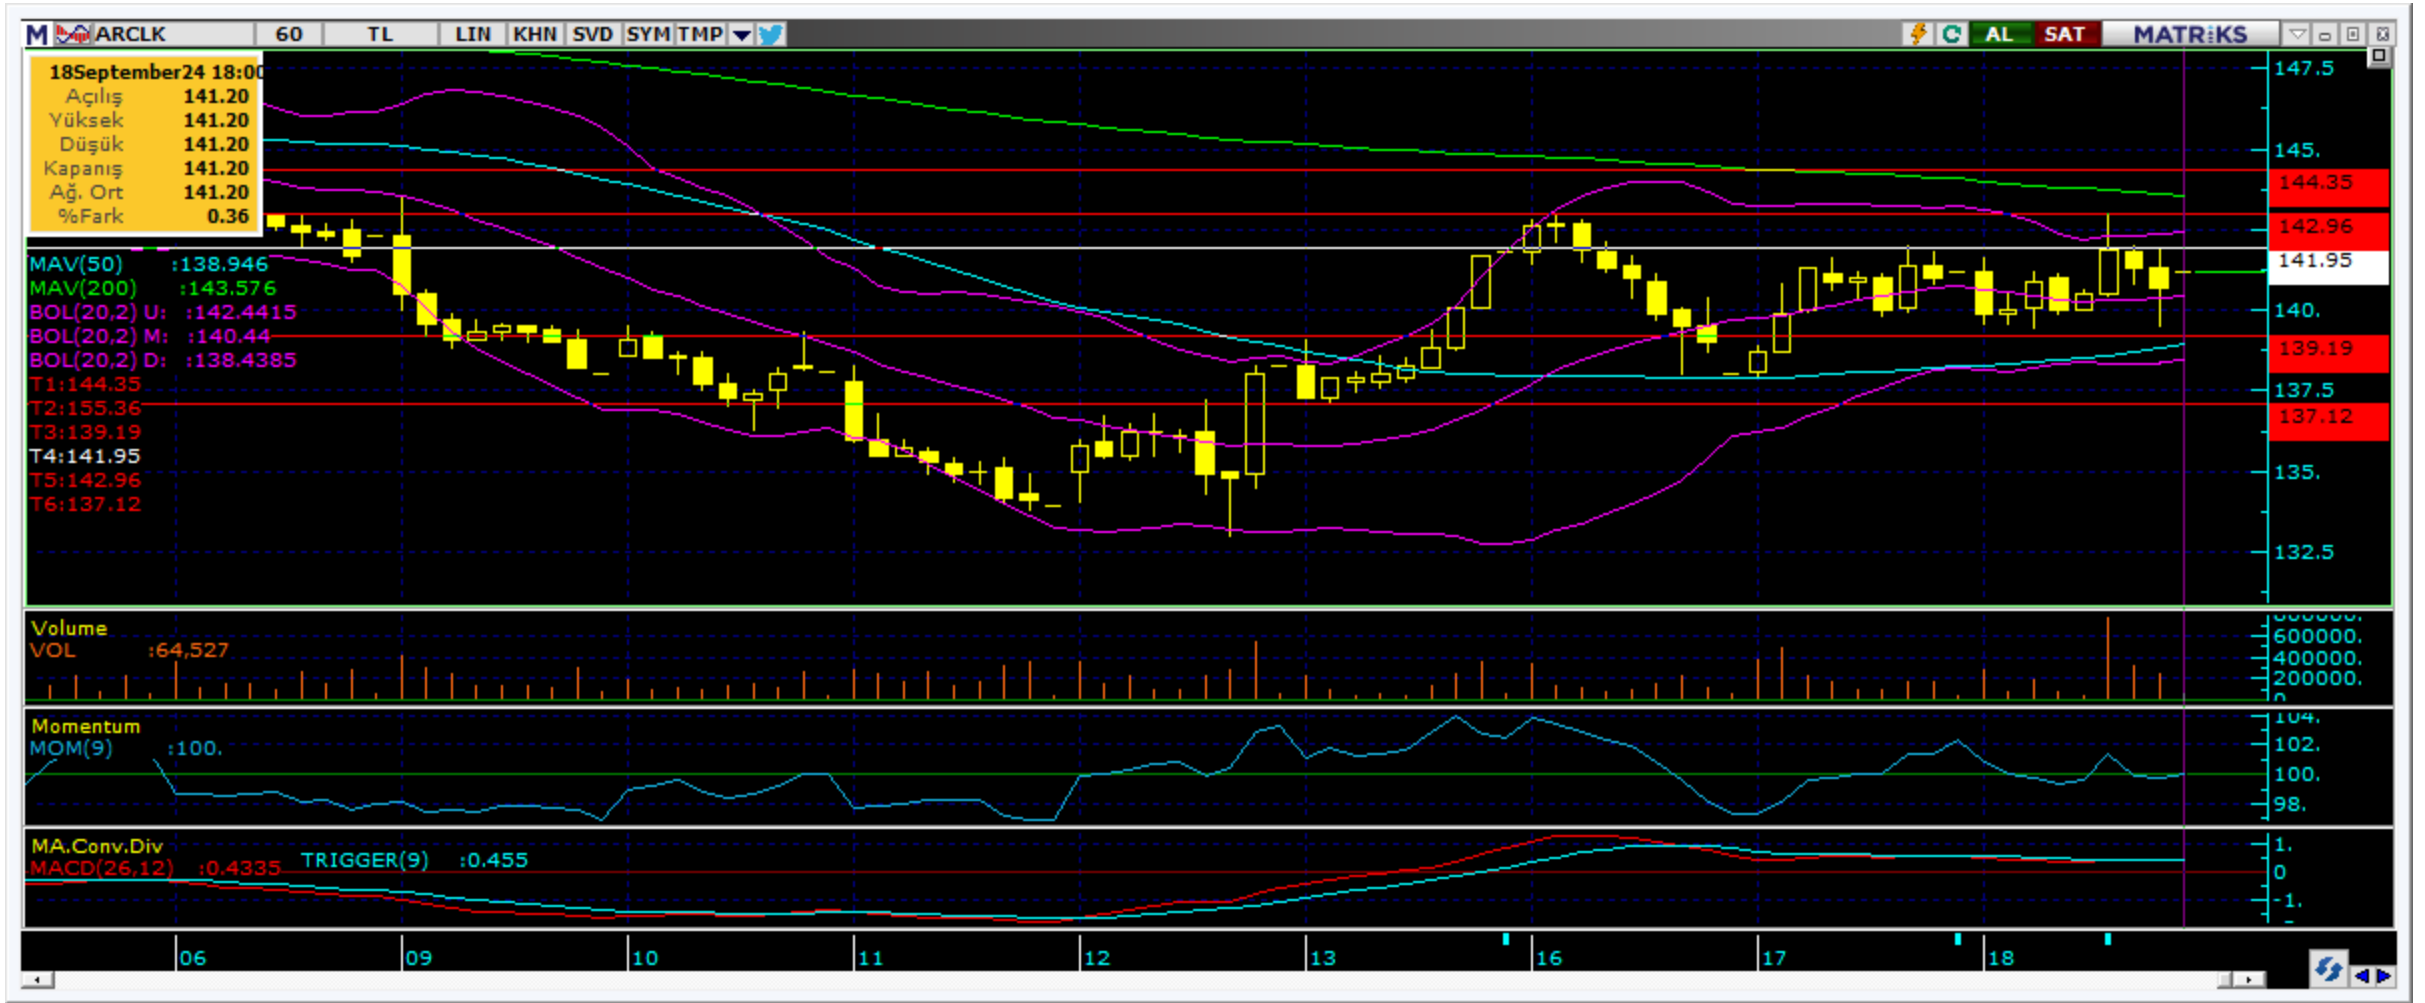 M ARCLK 60 TL LIN KHN SVD SYM TMP AL SAT MATRiKS
18September24 18:00
Açılış 141.20
Yüksek 141.20
Düşük 141.20
Kapanış 141.20
Ağ. Ort 141.20
%Fark 0.36
MAV(50) :138.946
MAV(200) :143.576
BOL(20,2) U: :142.4415
BOL(20,2) M: :140.44
BOL(20,2) D: :138.4385
T1:144.35
T2:155.36
T3:139.19
T4:141.95
T5:142.96
T6:137.12
147.5
145.
144.35
142.96
141.95
140.
139.19
137.5
137.12
135.
132.5
Volume
VOL :64,527
600000.
400000.
200000.
0
Momentum
MOM(9) :100.
104.
102.
100.
98.
MA.Conv.Div
MACD(26,12) :0.4335 TRIGGER(9) :0.455
1.
0
-1.
06 09 10 11 12 13 16 17 18